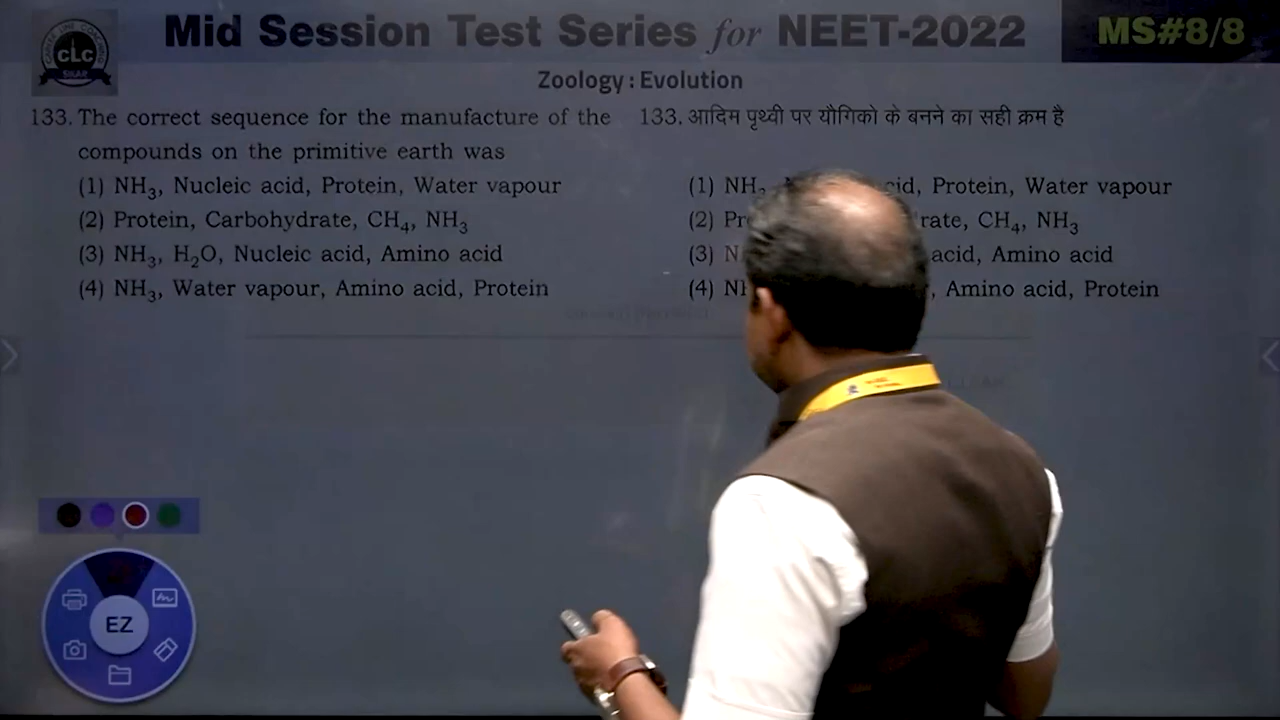 Mid Session Test Series for NEET-2022
MS#8/8
CLC
SIKAR
Zoology : Evolution
133. The correct sequence for the manufacture of the
compounds on the primitive earth was
(1) NH₃, Nucleic acid, Protein, Water vapour
(2) Protein, Carbohydrate, CH₄, NH₃
(3) NH₃, H₂O, Nucleic acid, Amino acid
(4) NH₃, Water vapour, Amino acid, Protein
133. आदिम पृथ्वी पर यौगिको के बनने का सही क्रम है
(1) NH₃, acid, Protein, Water vapour
(2) rate, CH₄, NH₃
(3) acid, Amino acid
(4) , Amino acid, Protein
EZ